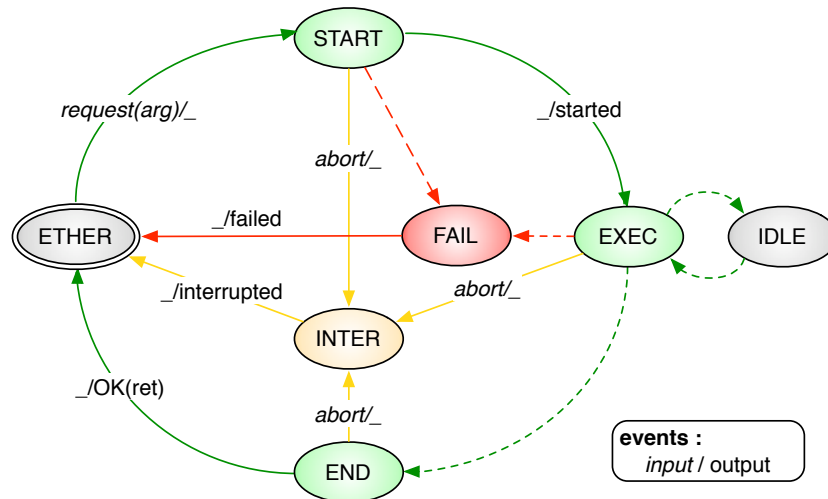 START
request(arg)/_
_/started
abort/_
_/failed
ETHER
FAIL
EXEC
IDLE
_/interrupted
abort/_
INTER
_/OK(ret)
abort/_
END
events :
input / output